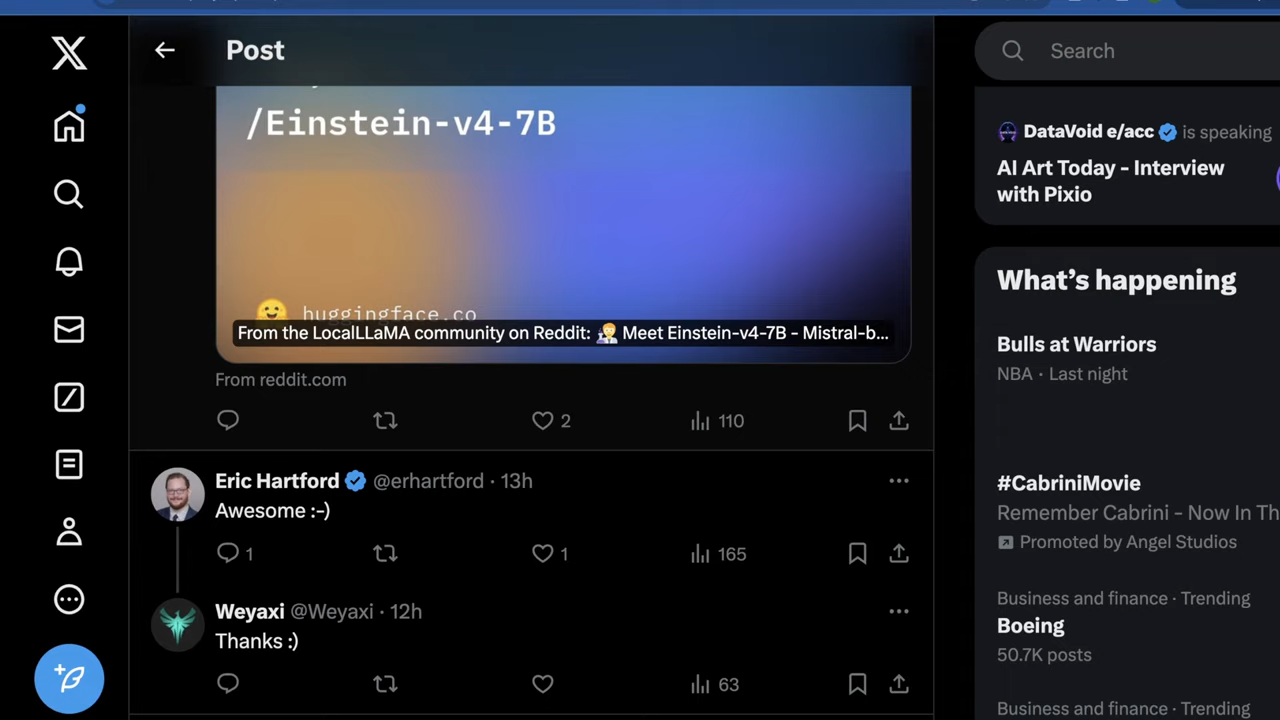 Post
/Einstein-v4-7B
huggingface.co
From the LocalLLaMA community on Reddit: 👨‍🔬 Meet Einstein-v4-7B - Mistral-b...
From reddit.com
2
110
Eric Hartford @erhartford · 13h
Awesome :-)
1
1
165
Weyaxi @Weyaxi · 12h
Thanks :)
63
Search
DataVoid e/acc is speaking
AI Art Today - Interview
with Pixio
What's happening
Bulls at Warriors
NBA · Last night
#CabriniMovie
Remember Cabrini - Now In Th
Promoted by Angel Studios
Business and finance · Trending
Boeing
50.7K posts
Business and finance · Trending